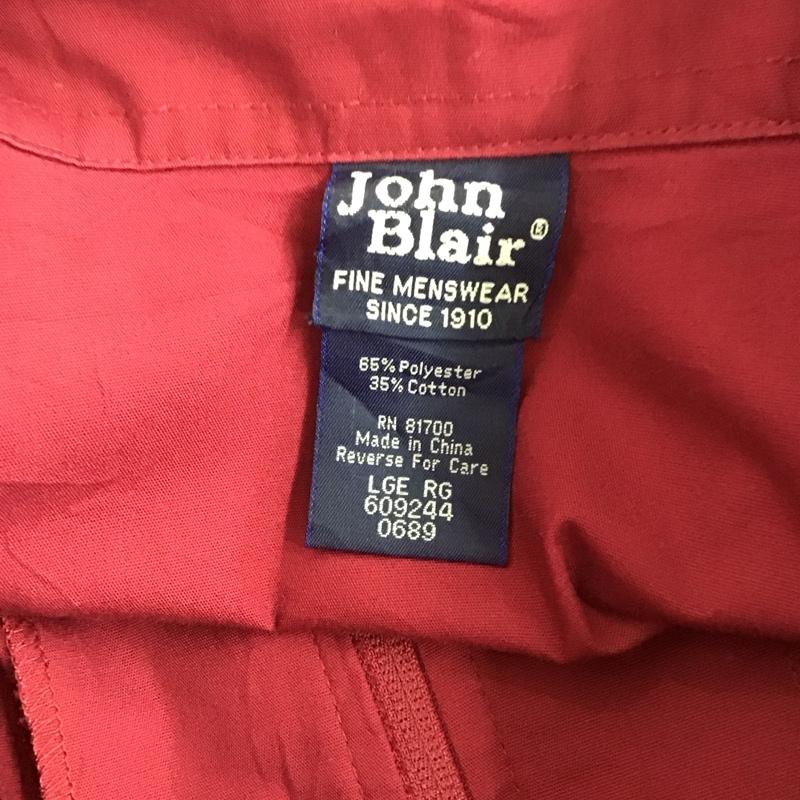 John
Blair®
FINE MENSWEAR
SINCE 1910
65% Polyester
35% Cotton
RN 81700
Made in China
Reverse For Care
LGE RG
609244
0689